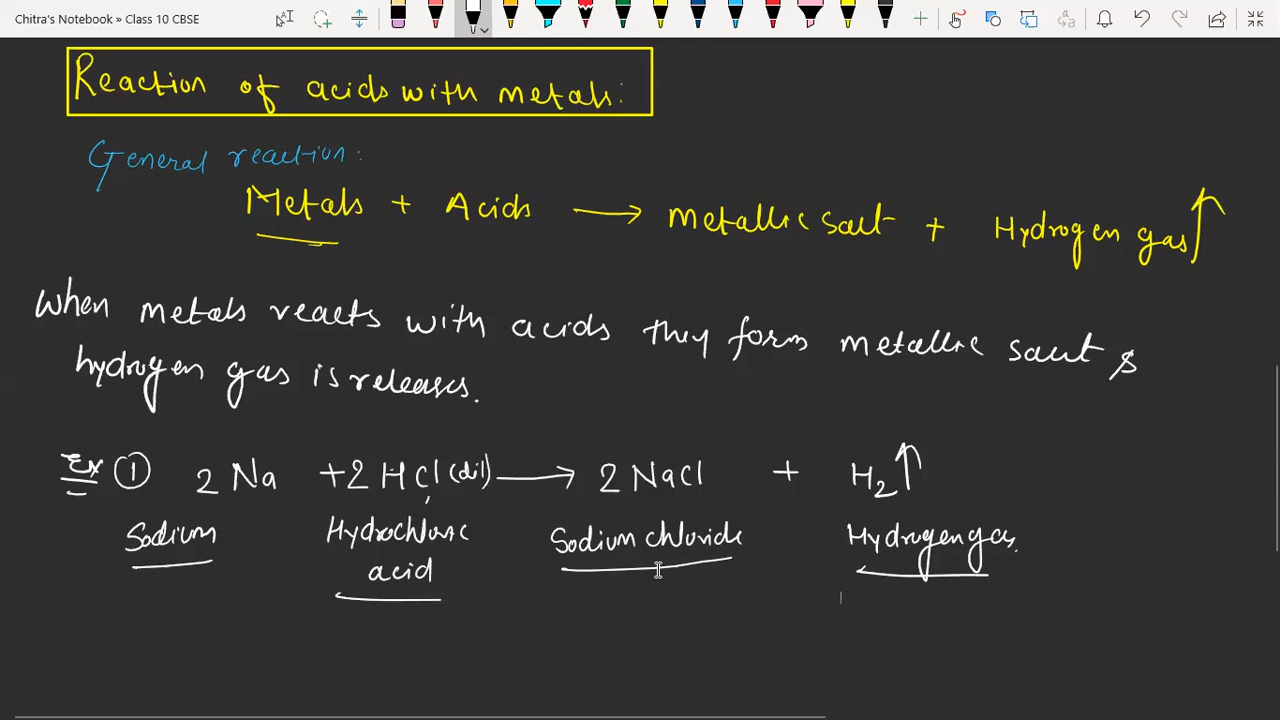 Chitra's Notebook » Class 10 CBSE
Reaction of acids with metals:
General reaction:
Metals + Acids → Metallic salt + Hydrogen gas ↑
When metals reacts with acids they form metallic salt &
hydrogen gas is releases.
Ex ① 2 Na + 2 HCl (dil) → 2 NaCl + H₂ ↑
Sodium Hydrochloric Sodium chloride Hydrogen gas.
acid